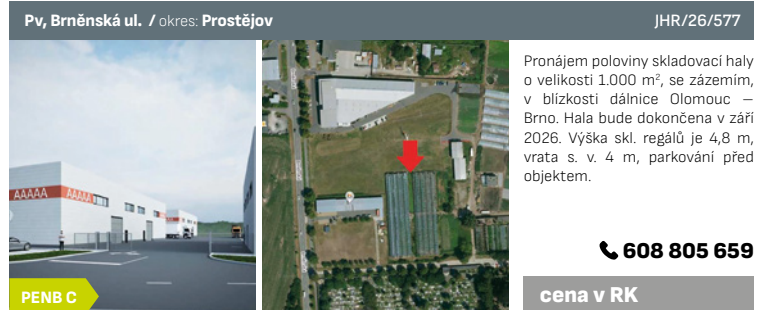 Pv, Brněnská ul. / okres: Prostějov
JHR/26/577
AAAAA
AAAAA
PENB C
Pronájem poloviny skladovací haly
o velikosti 1.000 m², se zázemím,
v blízkosti dálnice Olomouc –
Brno. Hala bude dokončena v září
2026. Výška skl. regálů je 4,8 m,
vrata s. v. 4 m, parkování před
objektem.
608 805 659
cena v RK